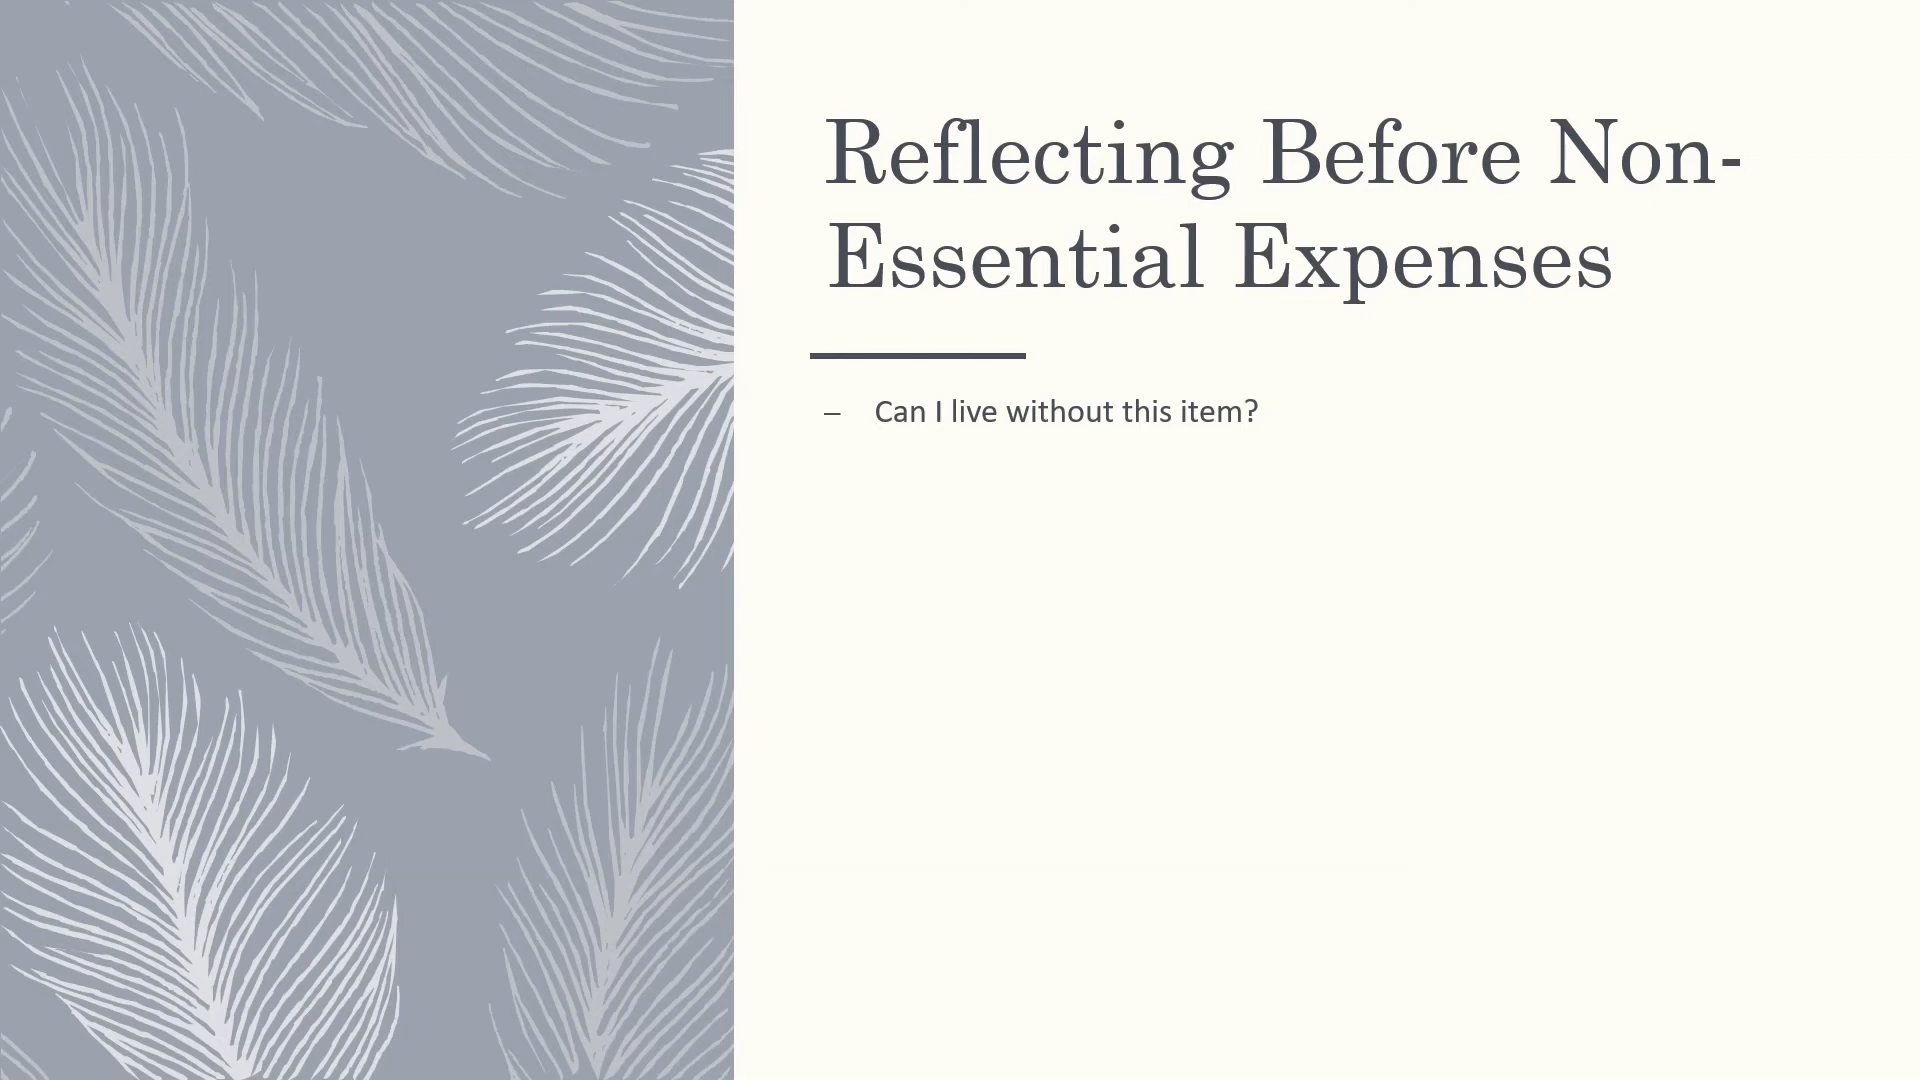 Reflecting Before Non-
Essential Expenses
– Can I live without this item?